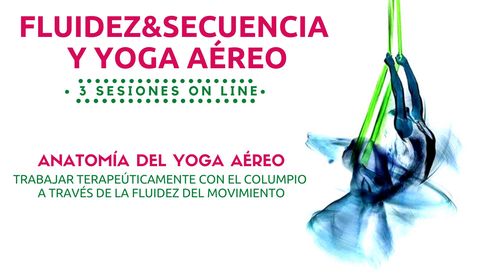 FLUIDEZ&SECUENCIA
Y YOGA AÉREO
3 SESIONES ON LINE
ANATOMÍA DEL YOGA AÉREO
TRABAJAR TERAPEÚTICAMENTE CON EL COLUMPIO
A TRAVÉS DE LA FLUIDEZ DEL MOVIMIENTO